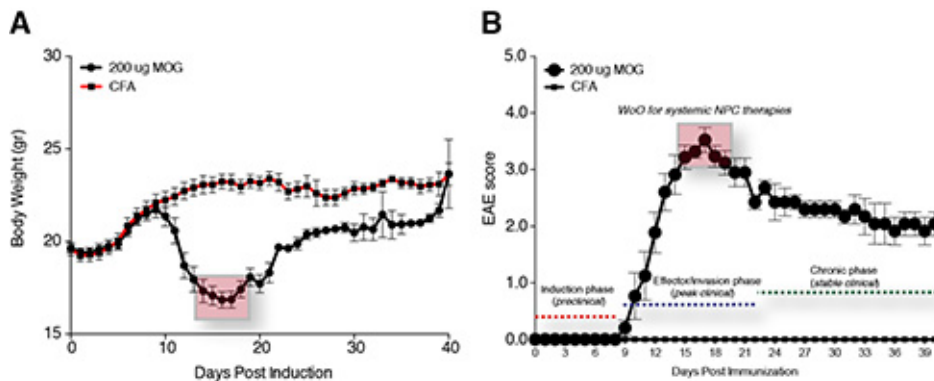 A
200 ug MOG
CFA
Body Weight (gr)
30
25
20
15
0
10
20
30
40
Days Post Induction
B
200 ug MOG
CFA
WoO for systemic NPC therapies
EAE score
5.0
4.0
3.0
2.0
1.0
0.0
Induction phase
(preclinical)
Effector/invasion phase
(peak clinical)
Chronic phase
(stable clinical)
0 3 6 9 12 15 18 21 24 27 30 33 36 39
Days Post Immunization